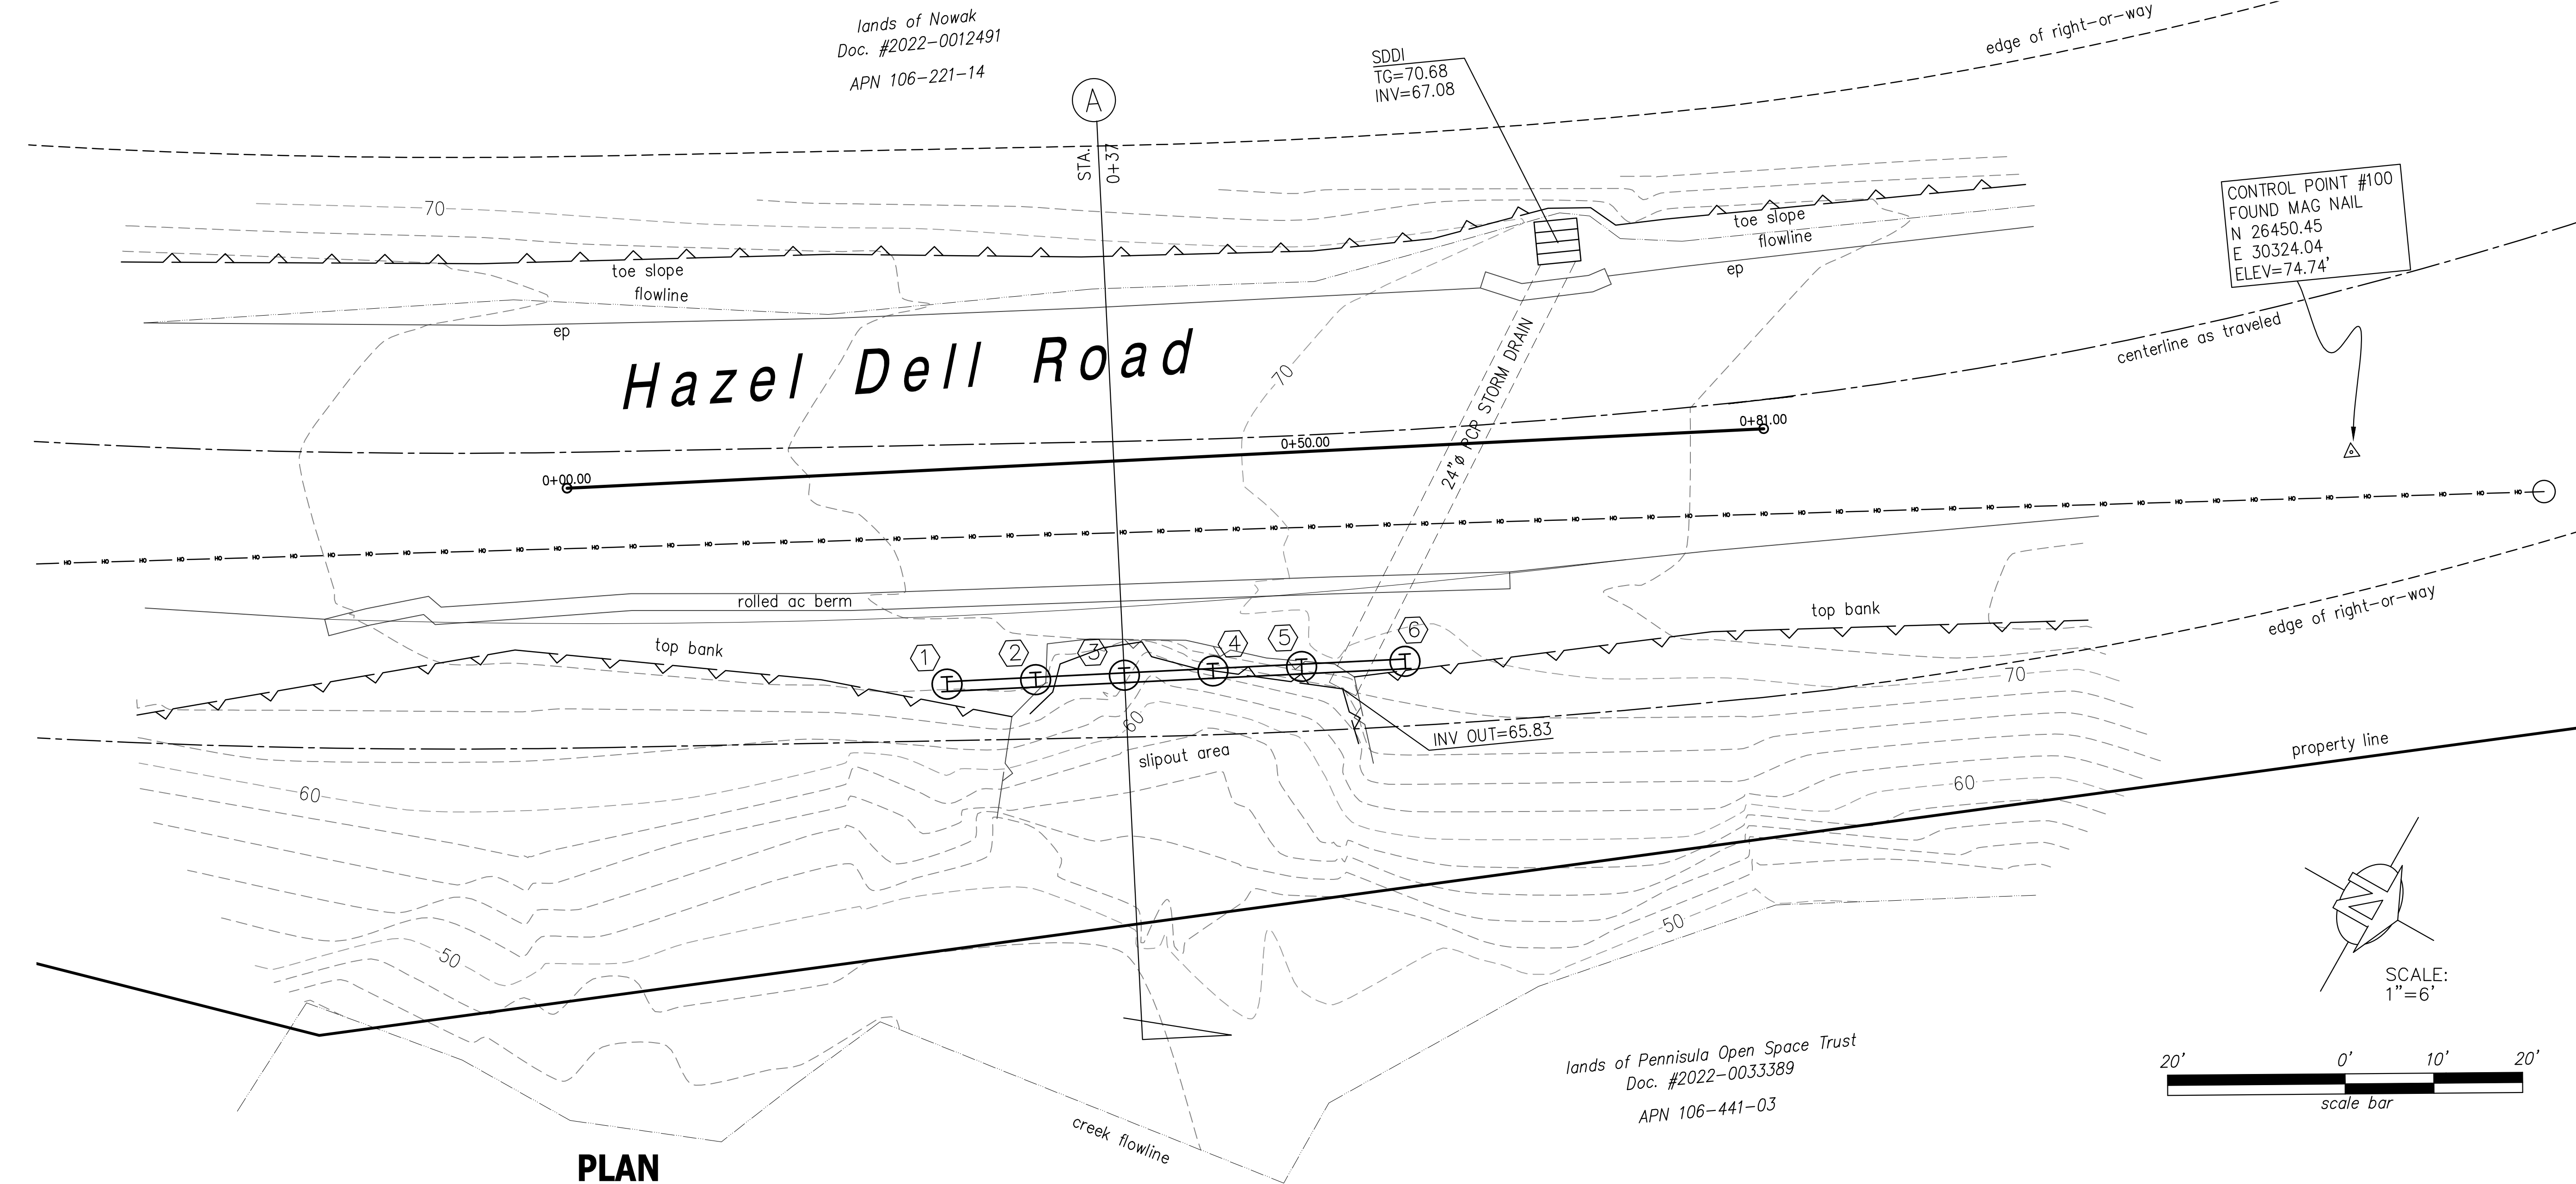 lands of Nowak
Doc. #2022-0012491
APN 106-221-14
edge of right-or-way
SDDI
TG=70.68
INV=67.08
A
STA.
0+37
CONTROL POINT #100
FOUND MAG NAIL
N 26450.45
E 30324.04
ELEV=74.74'
70
toe slope
flowline
ep
toe slope
flowline
ep
Hazel Dell Road
70
24"ø RCP STORM DRAIN
centerline as traveled
0+00.00
0+50.00
0+81.00
rolled ac berm
top bank
top bank
edge of right-or-way
1
2
3
4
5
6
70
60
slipout area
INV OUT=65.83
property line
60
60
50
50
SCALE:
1"=6'
20'
0'
10'
20'
scale bar
lands of Pennisula Open Space Trust
Doc. #2022-0033389
APN 106-441-03
creek flowline
PLAN